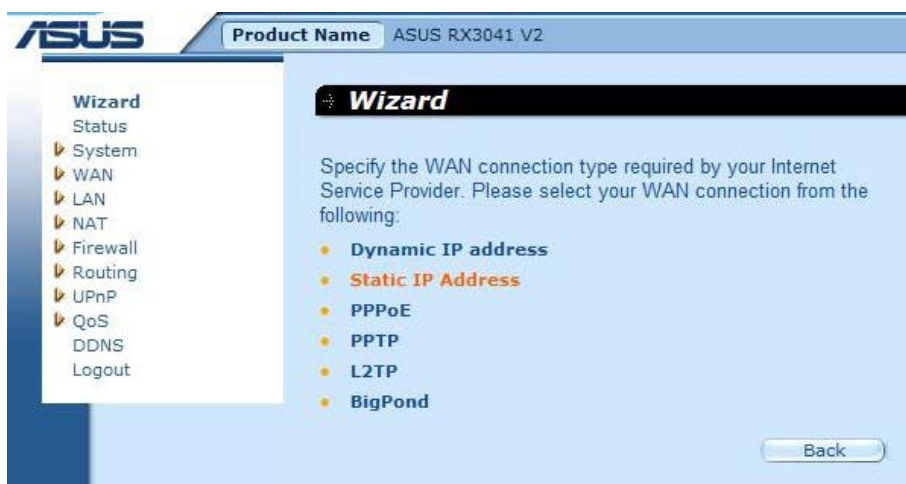 ASUS
Product Name ASUS RX3041 V2
Wizard
Status
System
WAN
LAN
NAT
Firewall
Routing
UPnP
QoS
DDNS
Logout
Wizard
Specify the WAN connection type required by your Internet
Service Provider. Please select your WAN connection from the
following:
Dynamic IP address
Static IP Address
PPPoE
PPTP
L2TP
BigPond
Back